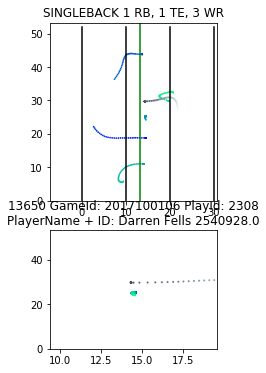 SINGLEBACK 1 RB, 1 TE, 3 WR
50
40
30
20
10
0
0 10 20 30
13650 GameId: 2017100106 PlayId: 2308
PlayerName + ID: Darren Fells 2540928.0
40
20
0
10.0 12.5 15.0 17.5